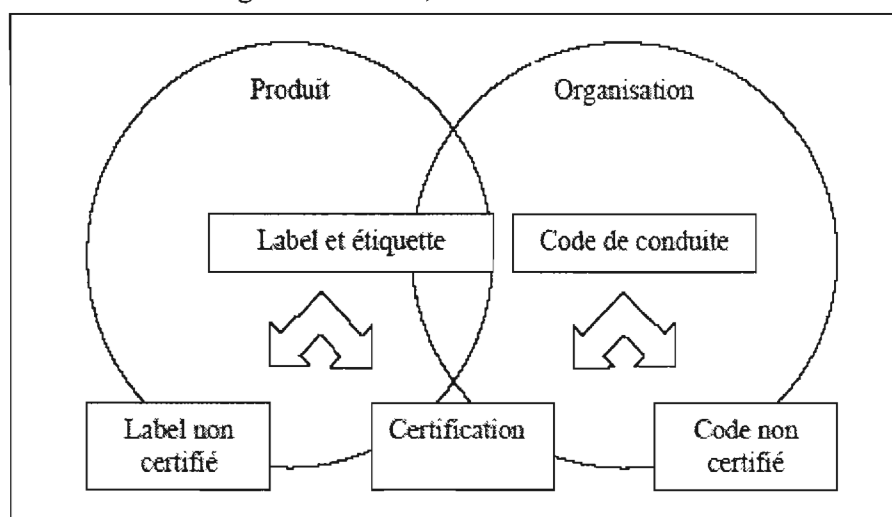 Produit
Organisation
Label et étiquette
Code de conduite
Label non
certifié
Certification
Code non
certifié